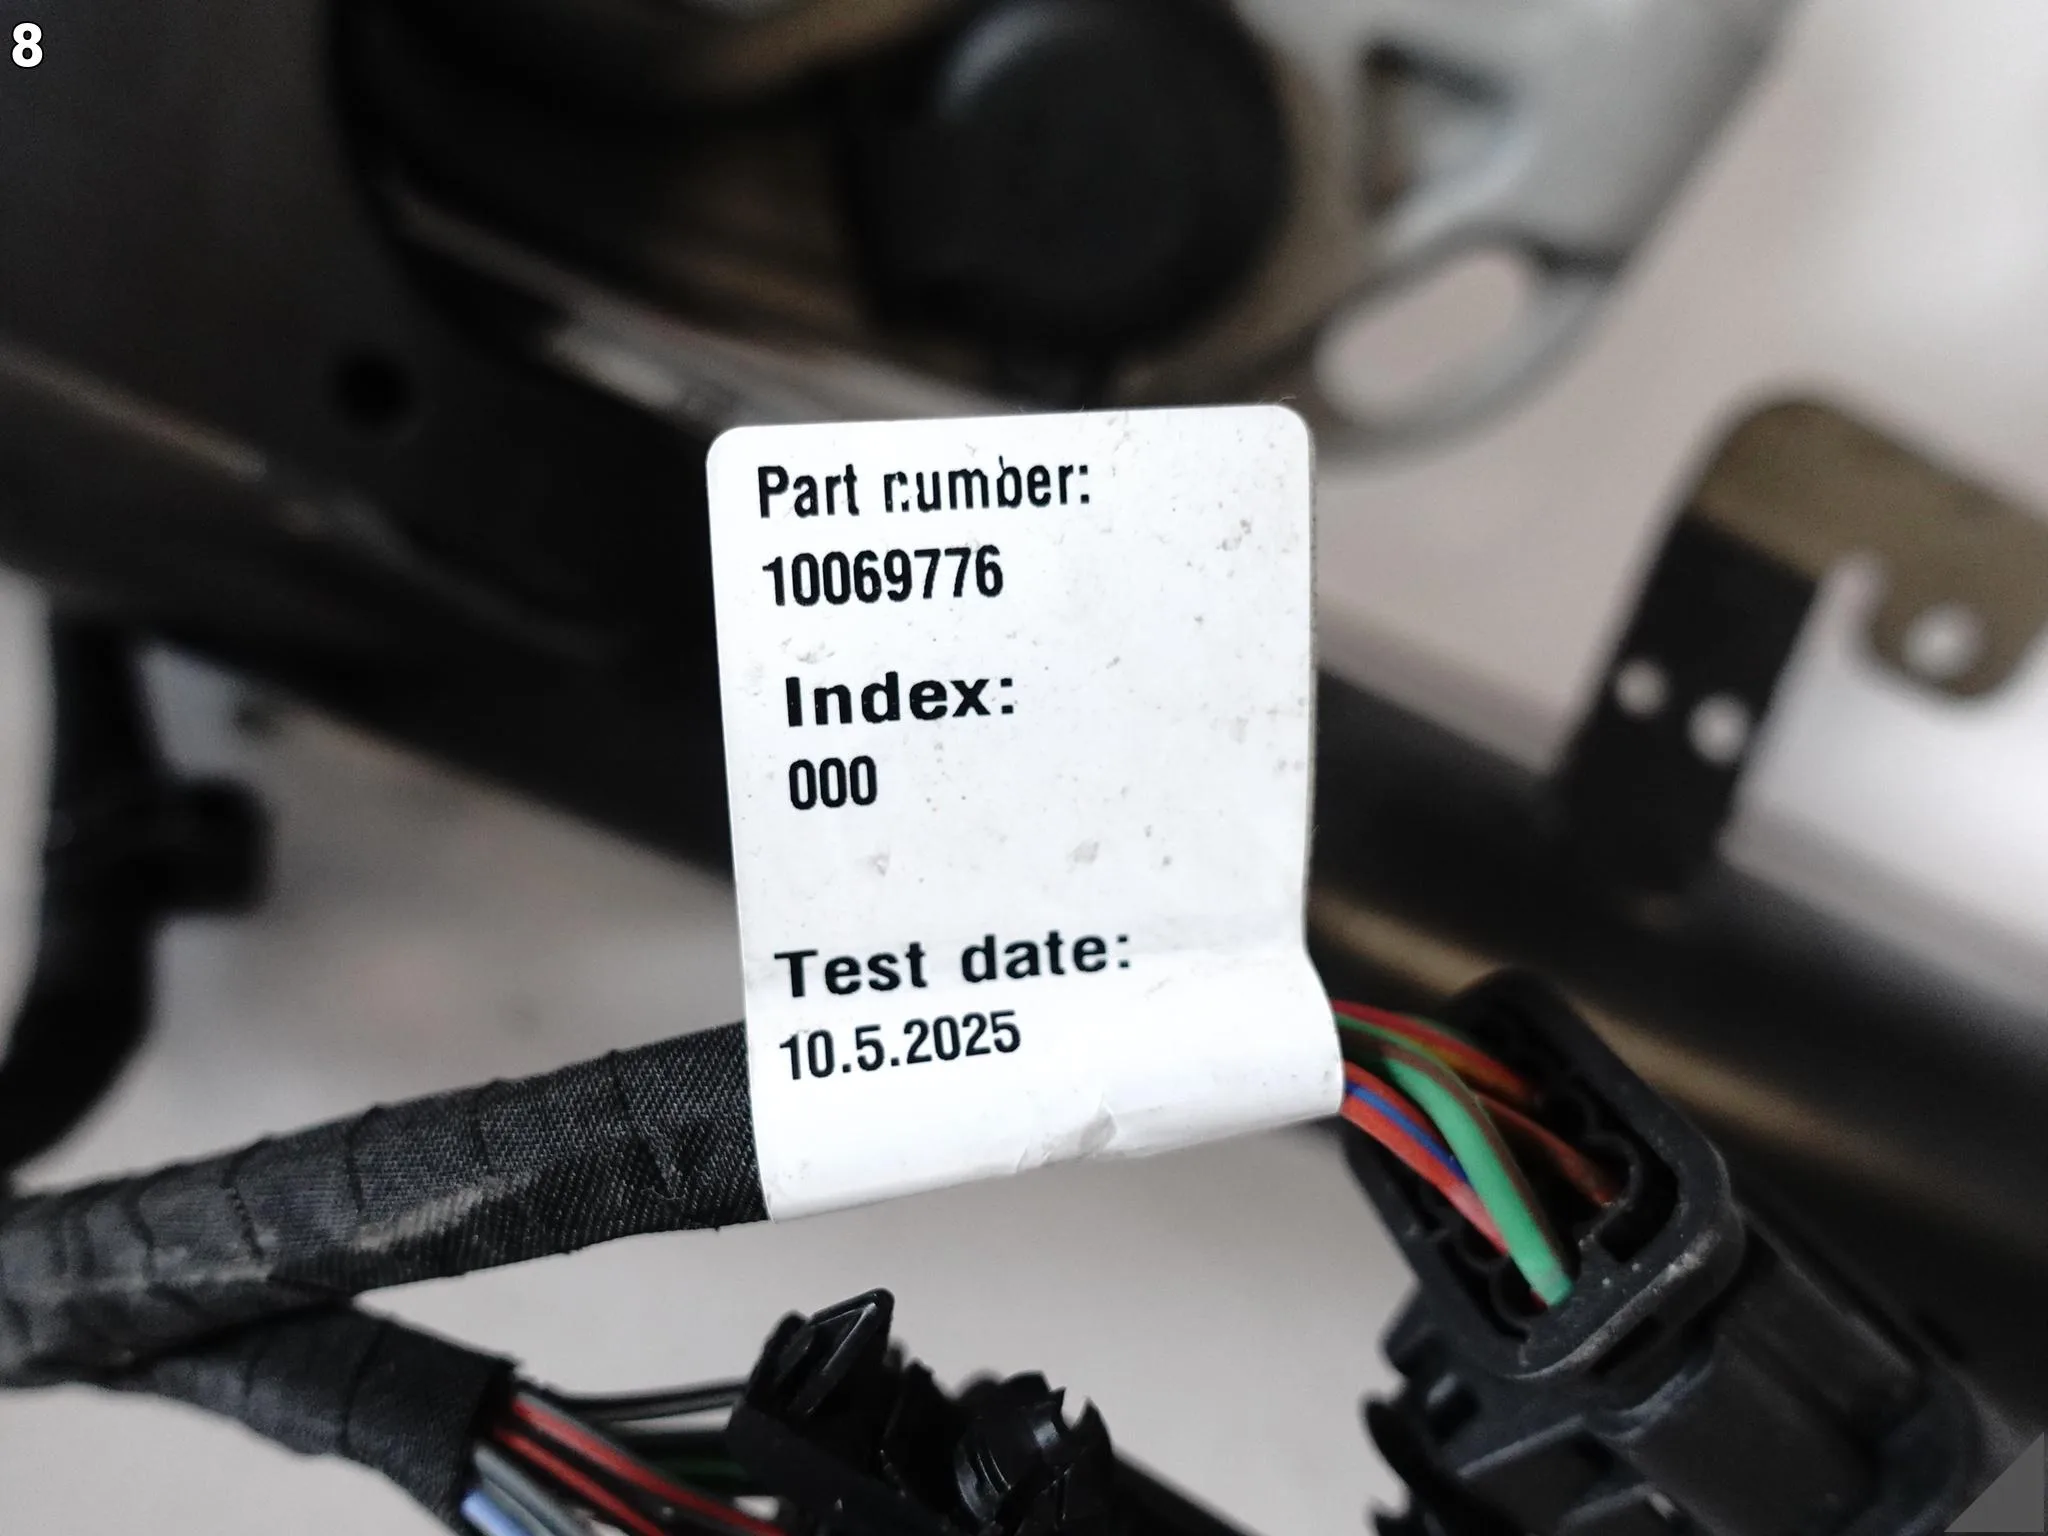 8
Part number:
10069776
Index:
000
Test date:
10.5.2025